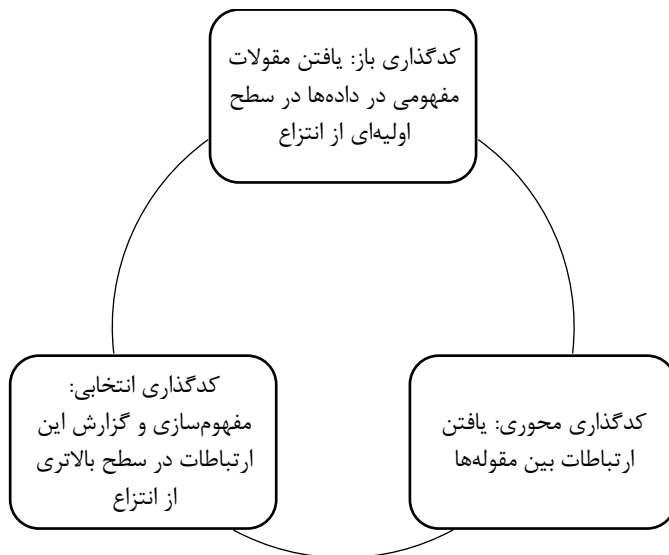 کدگذاری باز: یافتن مقولات
مفهومی در داده‌ها در سطح
اولیه‌ای از انتزاع
کدگذاری محوری: یافتن
ارتباطات بین مقوله‌ها
کدگذاری انتخابی:
مفهوم‌سازی و گزارش این
ارتباطات در سطح بالاتری
از انتزاع